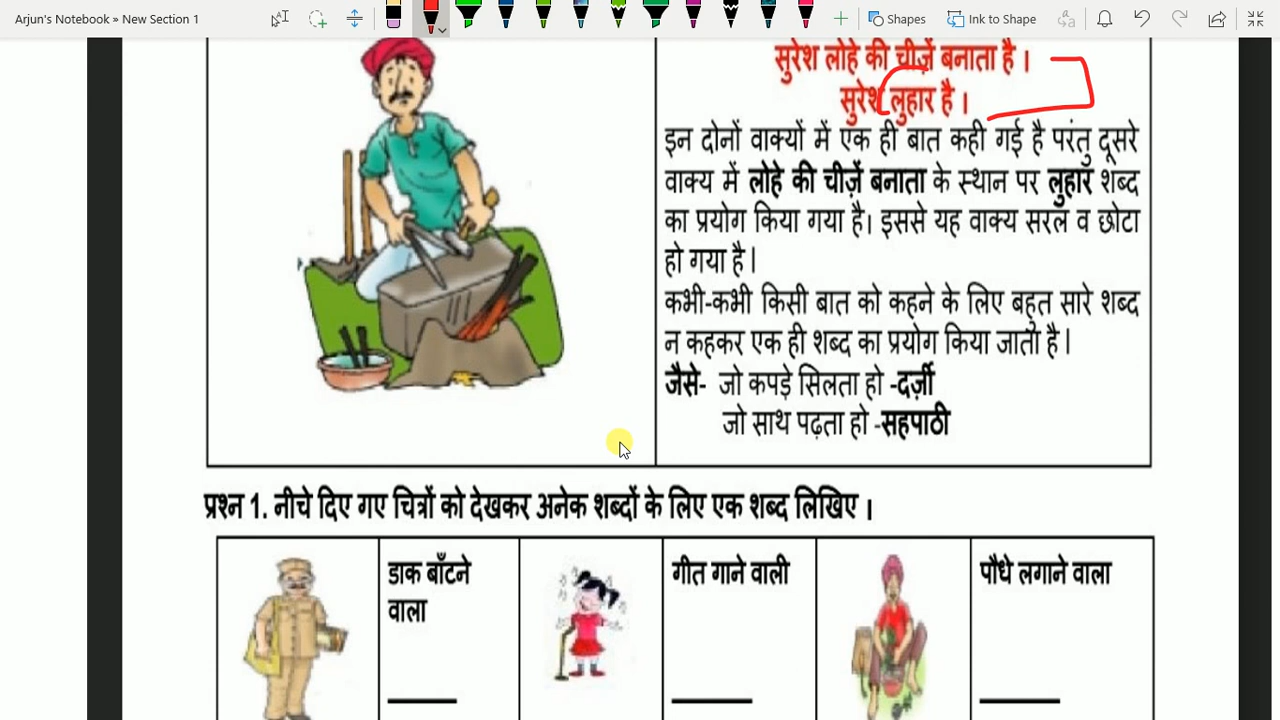 Arjun's Notebook » New Section 1
Shapes
Ink to Shape
सुरेश लोहे की चीज़ें बनाता है ।
सुरेश लुहार है ।
इन दोनों वाक्यों में एक ही बात कही गई है परंतु दूसरे
वाक्य में लोहे की चीज़ें बनाता के स्थान पर लुहार शब्द
का प्रयोग किया गया है। इससे यह वाक्य सरल व छोटा
हो गया है।
कभी-कभी किसी बात को कहने के लिए बहुत सारे शब्द
न कहकर एक ही शब्द का प्रयोग किया जाता है।
जैसे- जो कपड़े सिलता हो -दर्ज़ी
जो साथ पढ़ता हो -सहपाठी
प्रश्न 1. नीचे दिए गए चित्रों को देखकर अनेक शब्दों के लिए एक शब्द लिखिए ।
डाक बाँटने
वाला
गीत गाने वाली
पौधे लगाने वाला